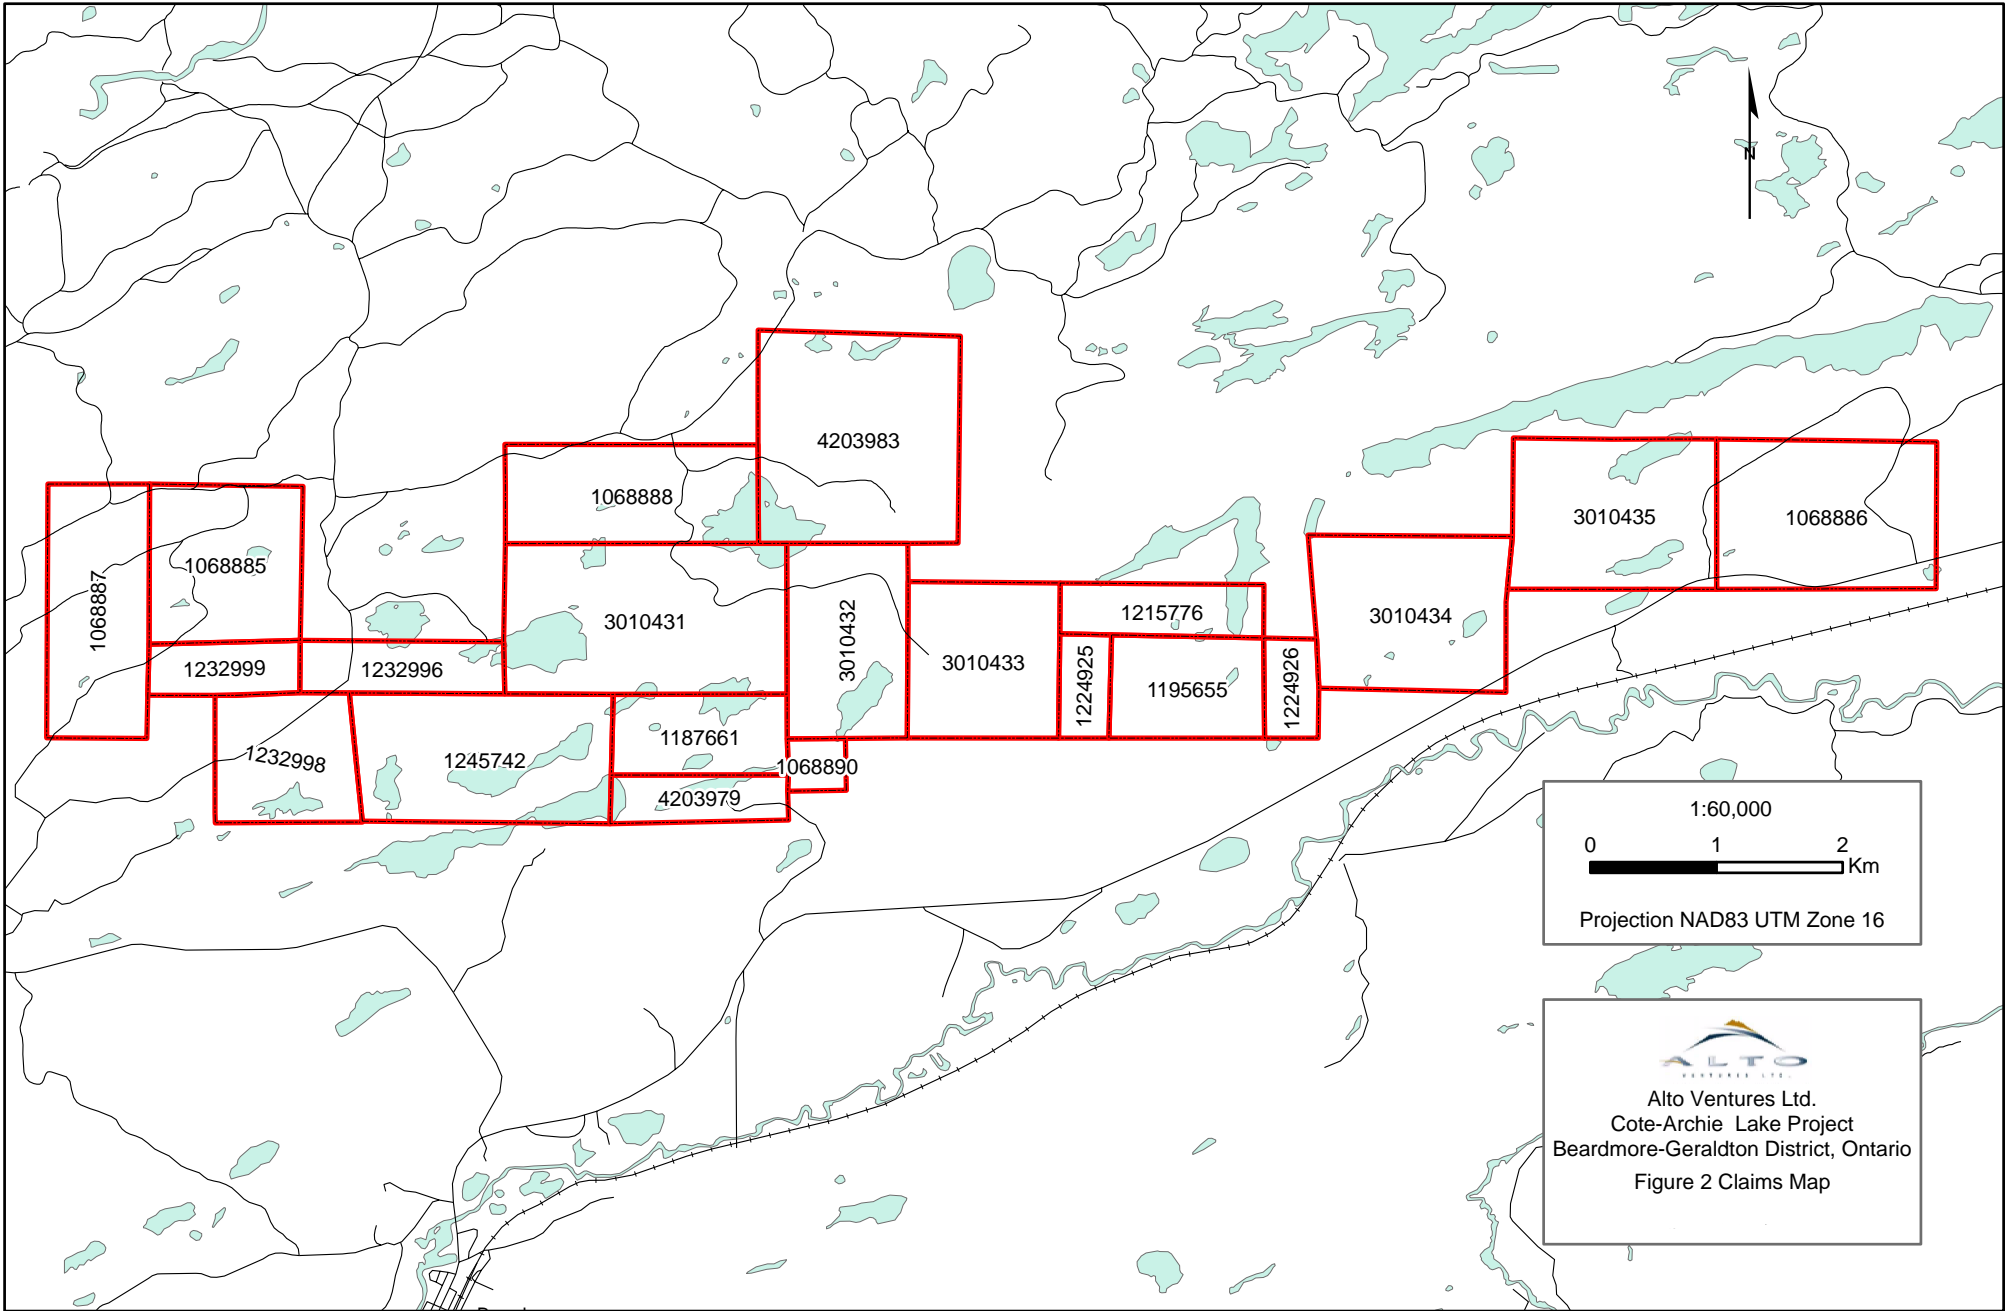 N
4203983
1068888
3010435
1068886
1068887
1068885
3010431
3010432
1215776
3010434
1232999
1232996
3010433
1224925
1195655
1224926
1232998
1245742
1187661
1068890
4203979
1:60,000
0 1 2
Km
Projection NAD83 UTM Zone 16
ALTO
VENTURES LTD.
Alto Ventures Ltd.
Cote-Archie Lake Project
Beardmore-Geraldton District, Ontario
Figure 2 Claims Map